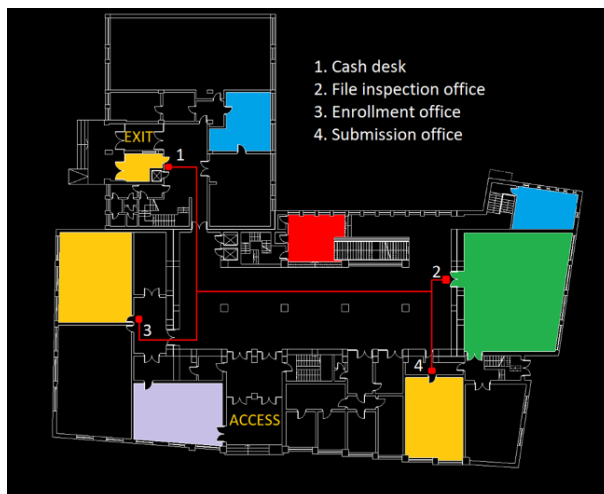 1. Cash desk
2. File inspection office
3. Enrollment office
4. Submission office
EXIT
1
2
3
4
ACCESS